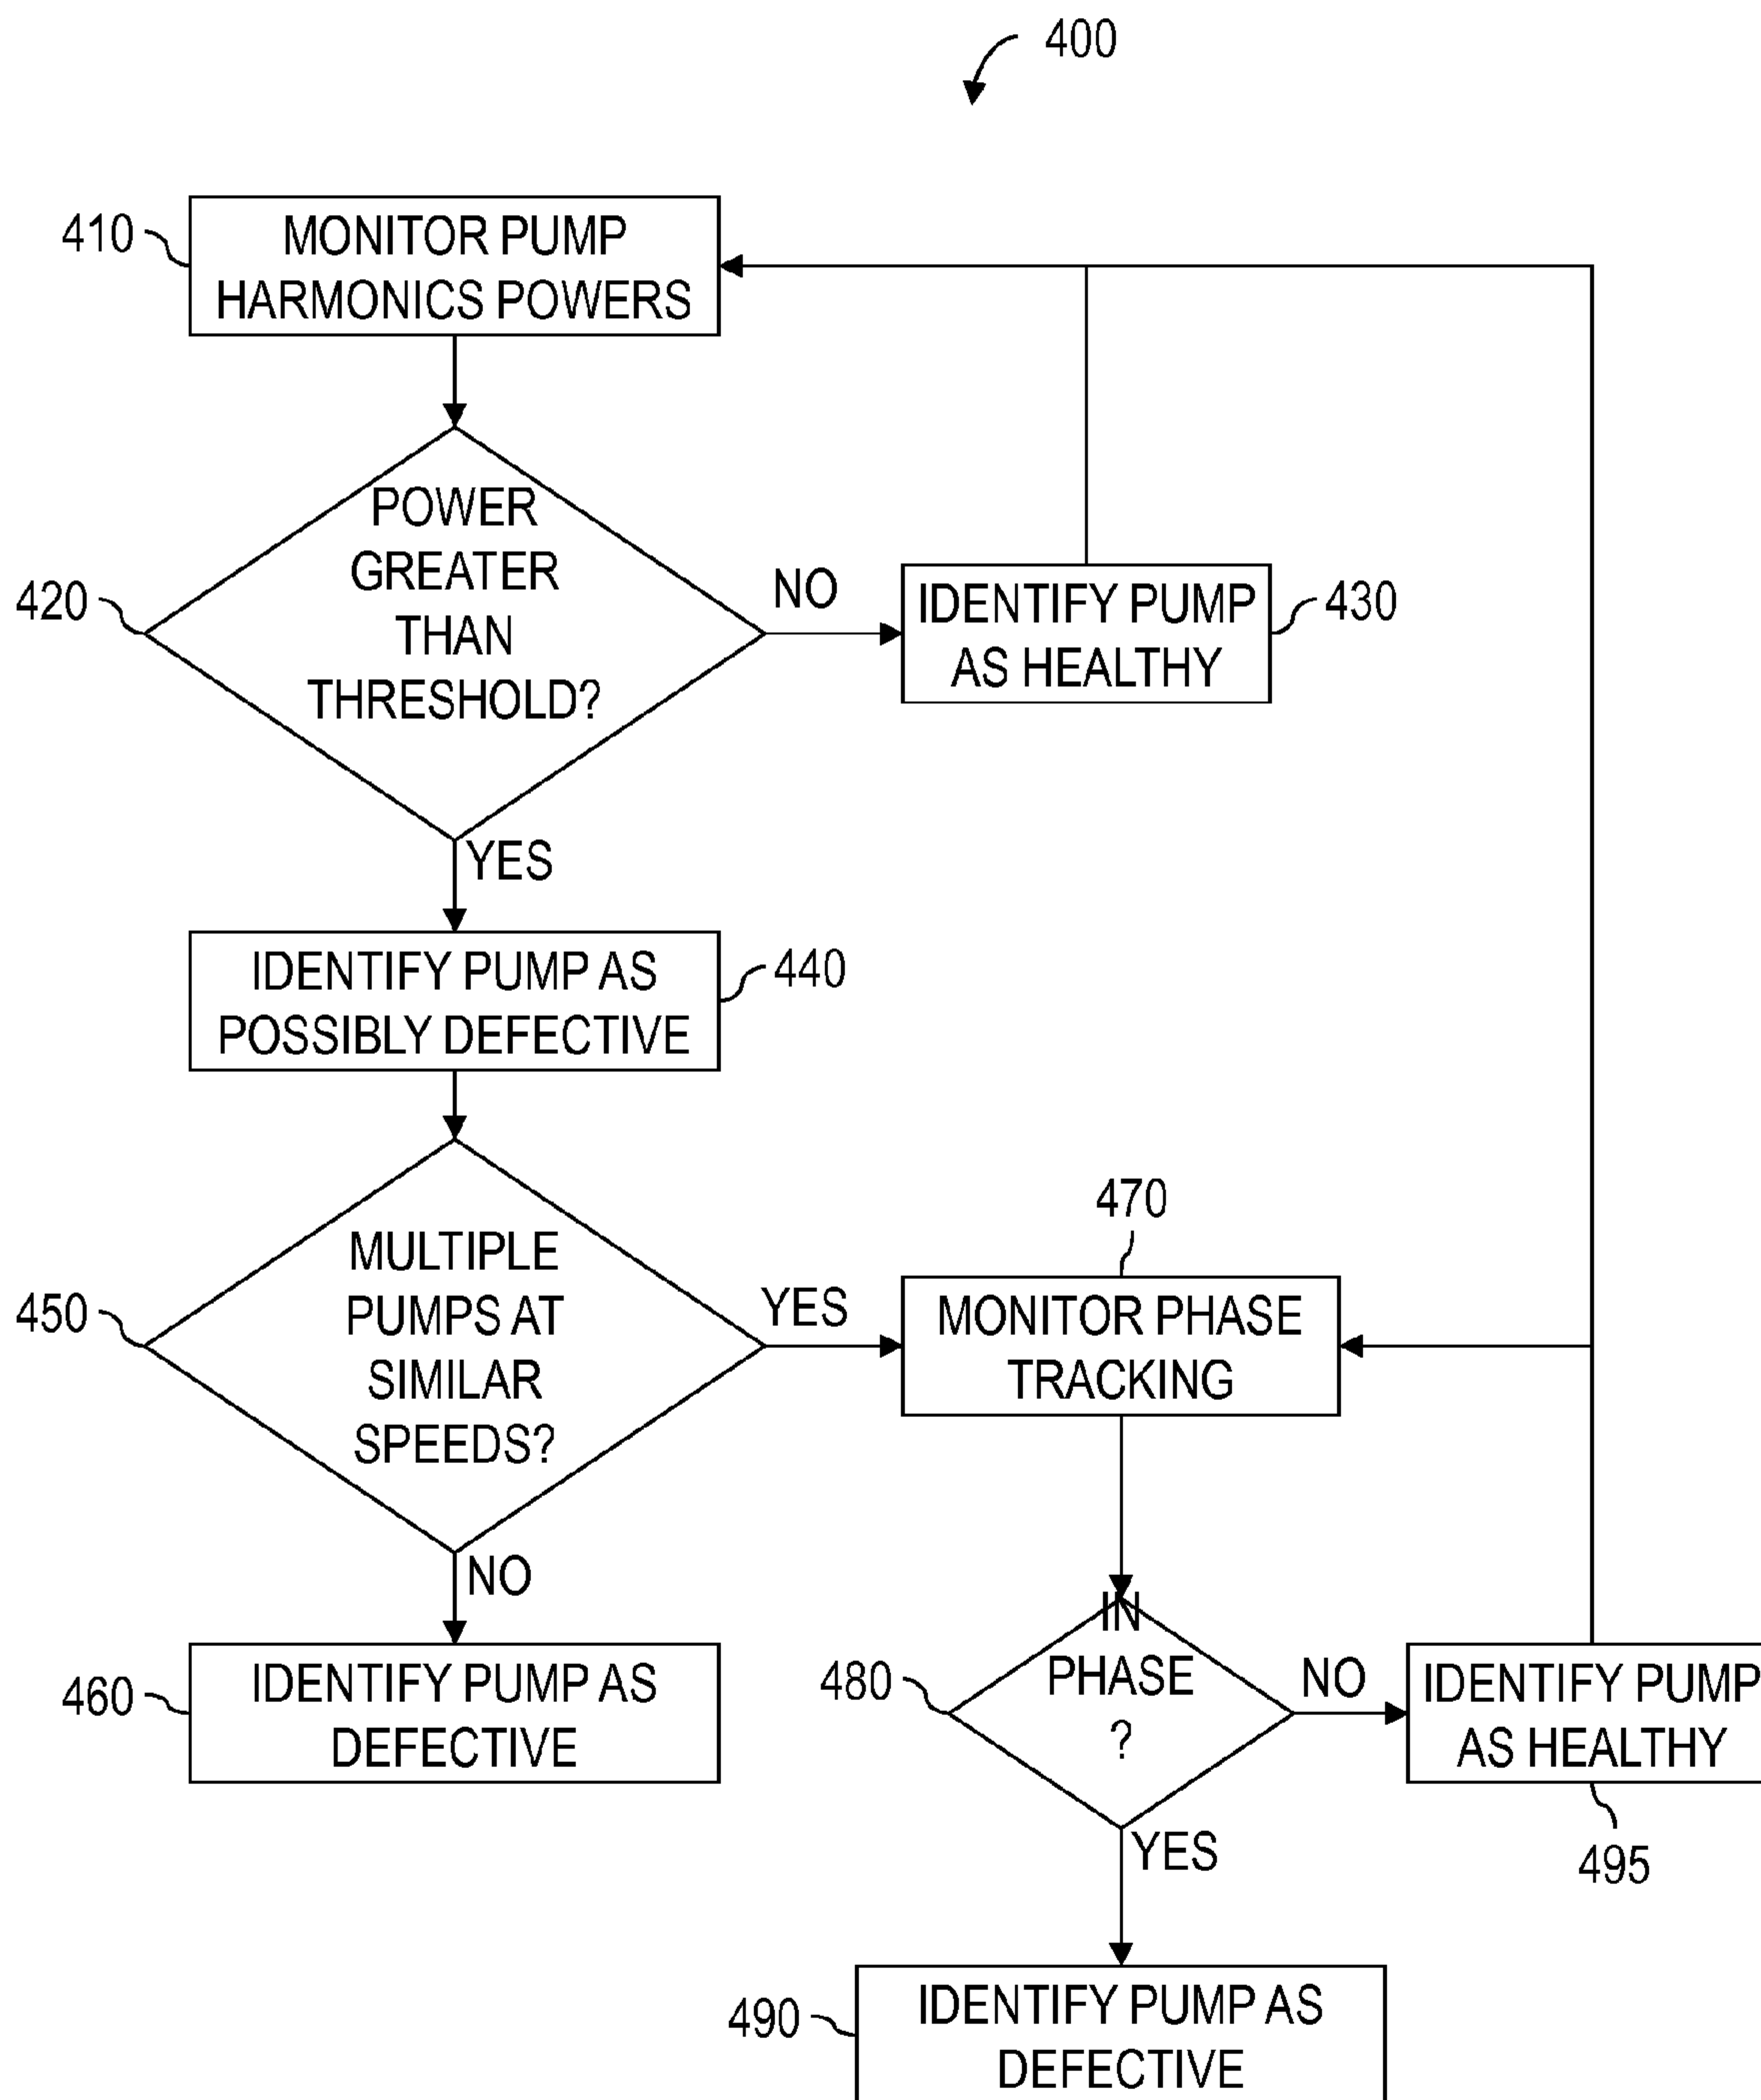 400
410
MONITOR PUMP
HARMONICS POWERS
420
POWER
GREATER
THAN
THRESHOLD?
NO
IDENTIFY PUMP
AS HEALTHY
430
YES
IDENTIFY PUMP AS
POSSIBLY DEFECTIVE
440
450
MULTIPLE
PUMPS AT
SIMILAR
SPEEDS?
YES
470
MONITOR PHASE
TRACKING
NO
460
IDENTIFY PUMP AS
DEFECTIVE
480
IN
PHASE
?
NO
IDENTIFY PUMP
AS HEALTHY
495
YES
490
IDENTIFY PUMP AS
DEFECTIVE